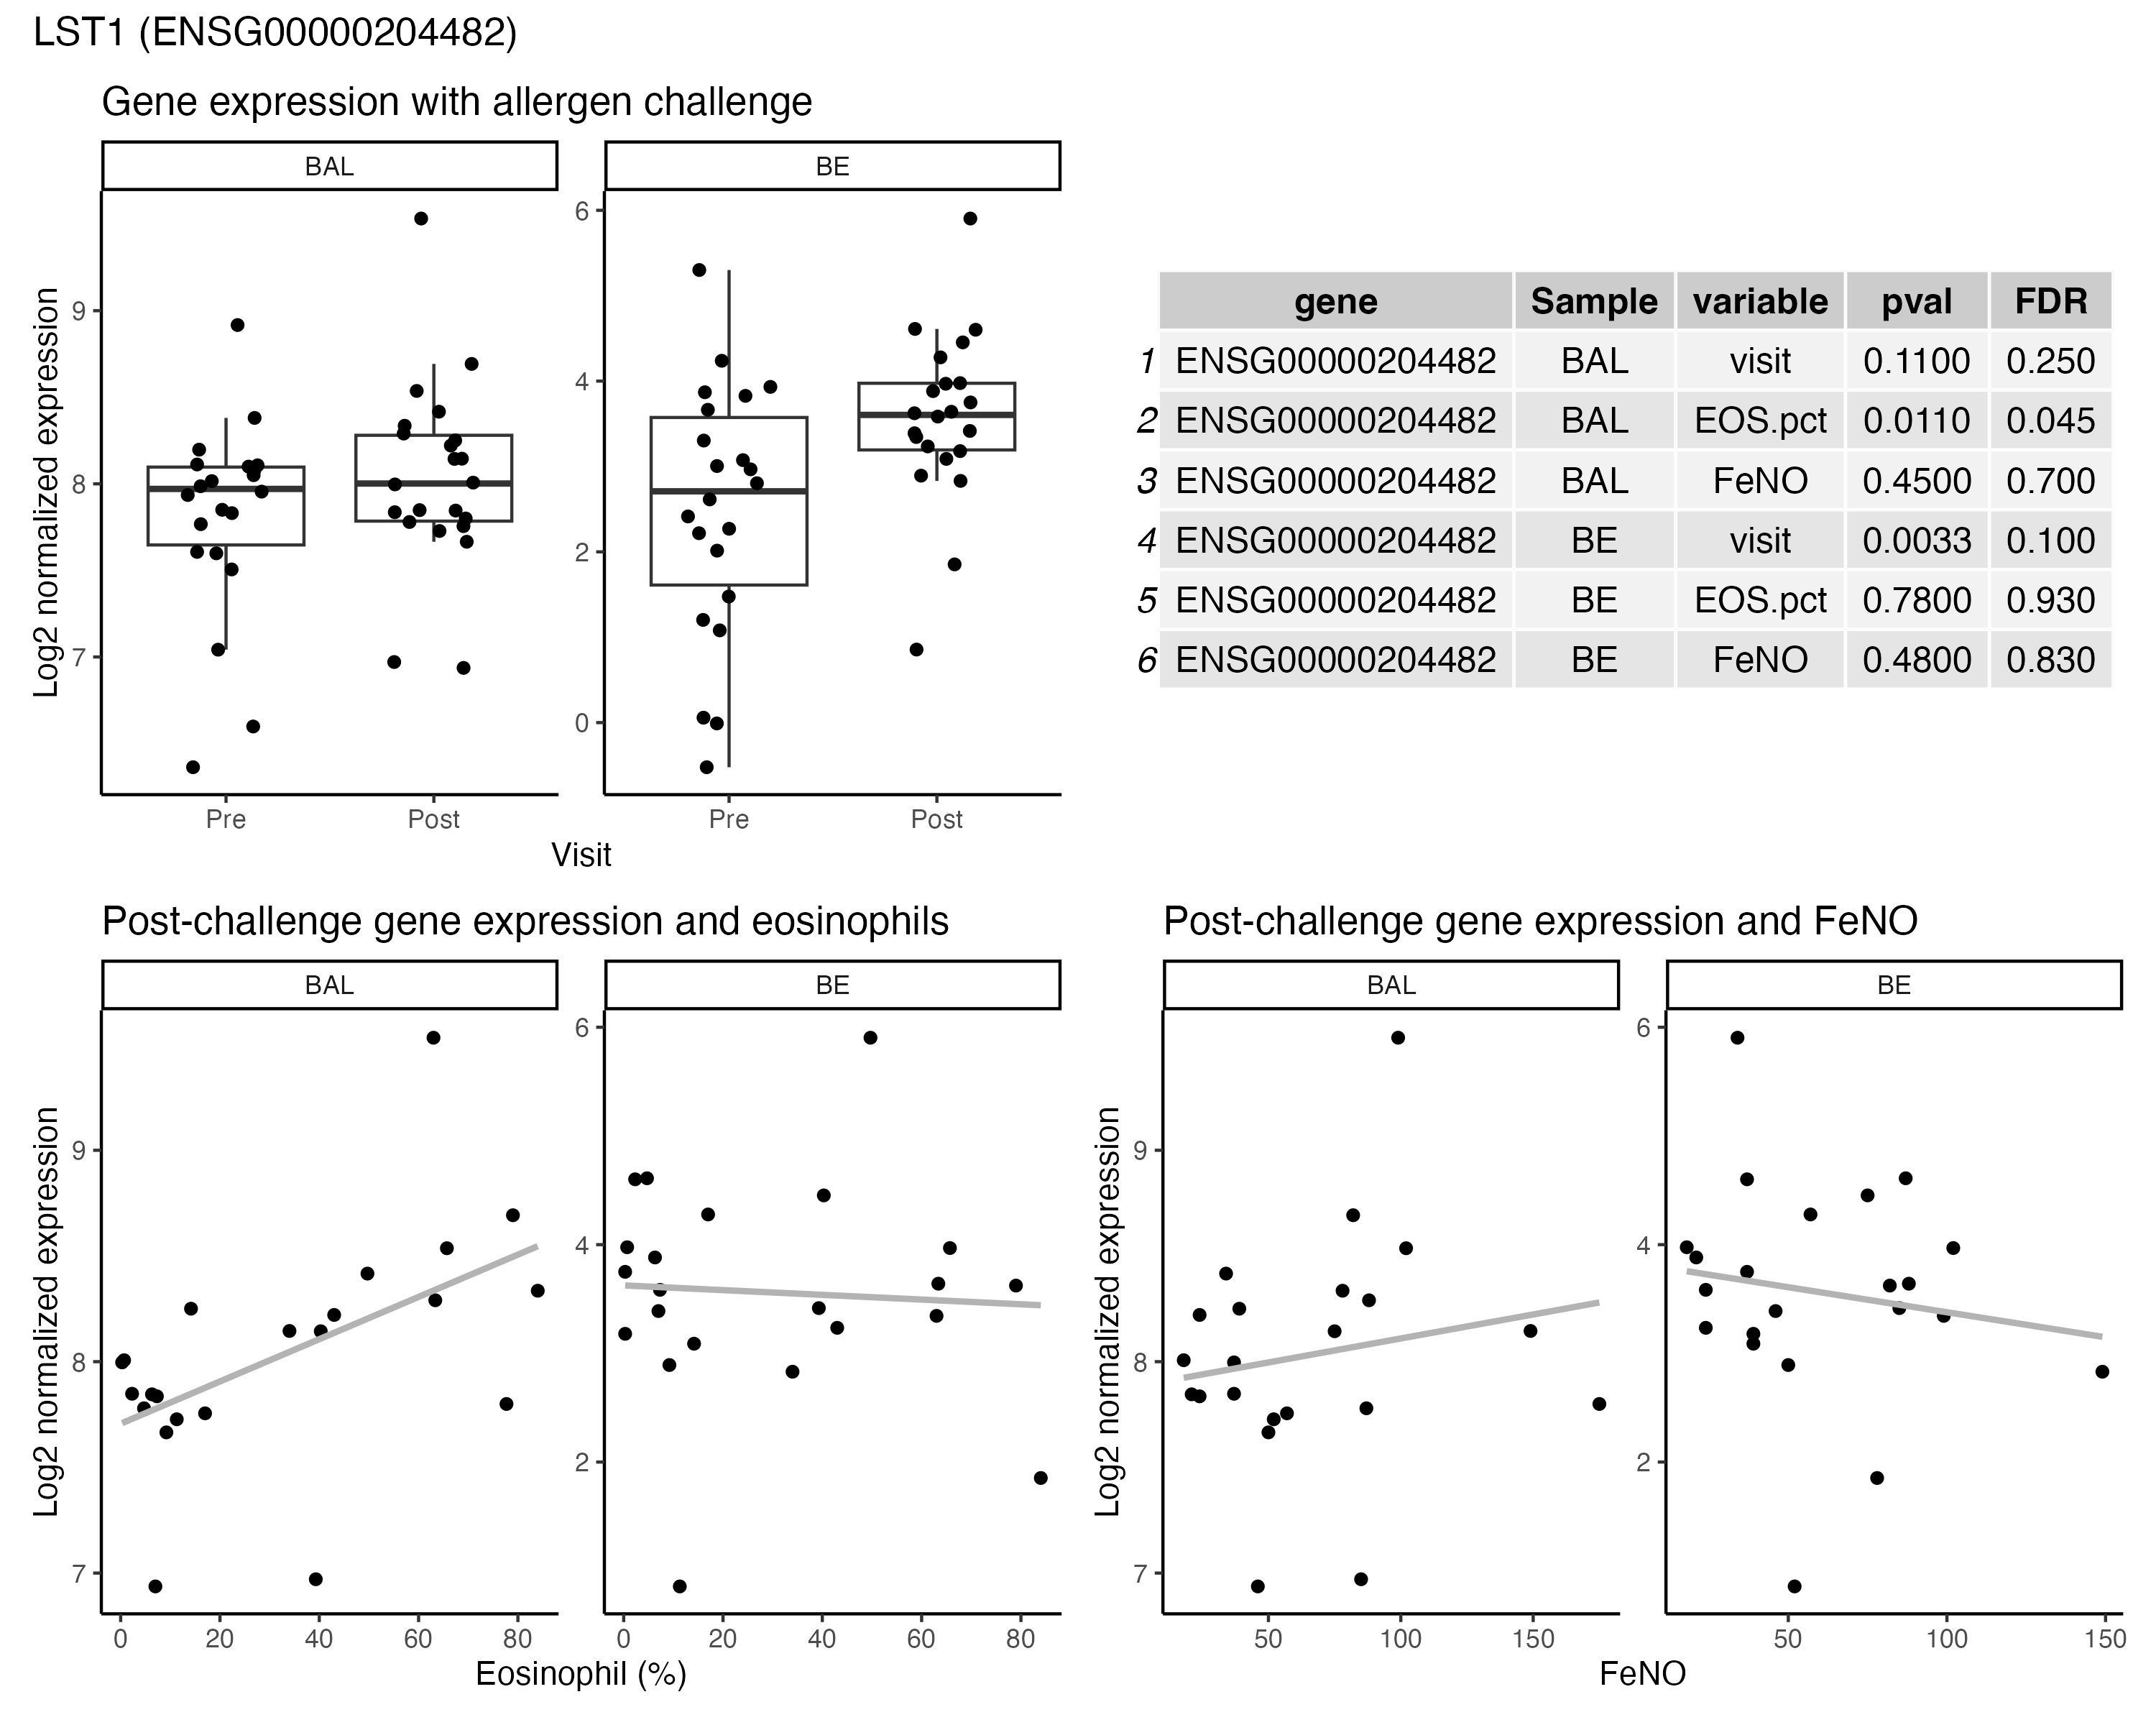 LST1 (ENSG00000204482)
Gene expression with allergen challenge
BAL
BE
Log2 normalized expression
9
8
7
6
4
2
0
Pre
Post
Pre
Post
Visit
gene Sample variable pval FDR
1 ENSG00000204482 BAL visit 0.1100 0.250
2 ENSG00000204482 BAL EOS.pct 0.0110 0.045
3 ENSG00000204482 BAL FeNO 0.4500 0.700
4 ENSG00000204482 BE visit 0.0033 0.100
5 ENSG00000204482 BE EOS.pct 0.7800 0.930
6 ENSG00000204482 BE FeNO 0.4800 0.830
Post-challenge gene expression and eosinophils
BAL
BE
Log2 normalized expression
9
8
7
6
4
2
0 20 40 60 80
0 20 40 60 80
Eosinophil (%)
Post-challenge gene expression and FeNO
BAL
BE
Log2 normalized expression
9
8
7
6
4
2
50 100 150
50 100 150
FeNO